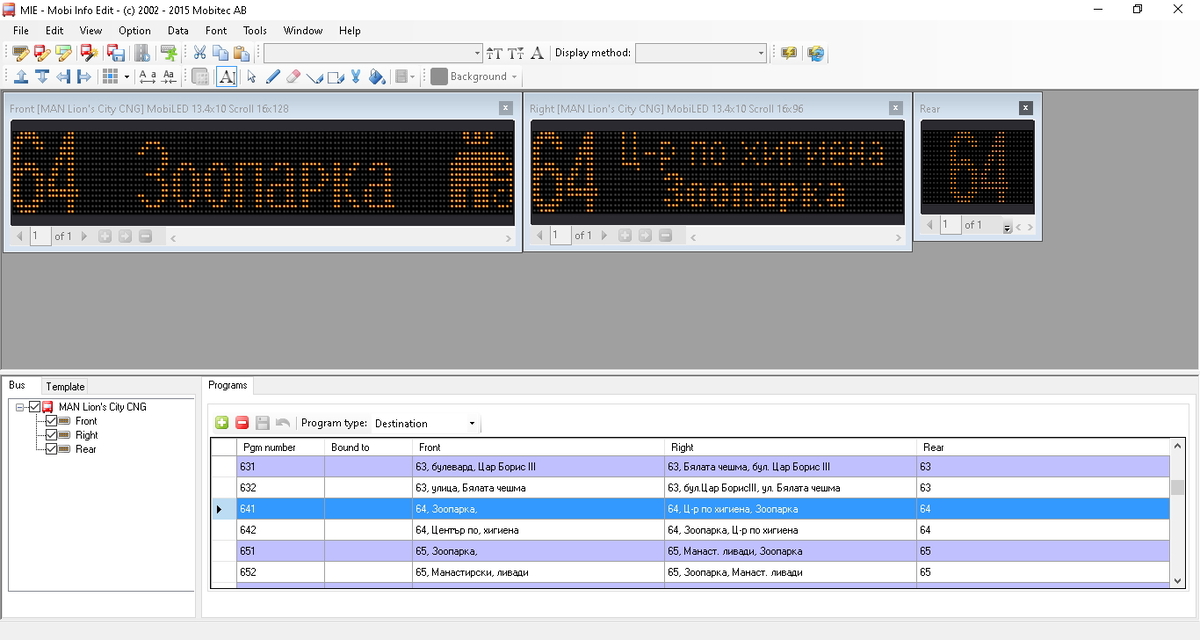 MIE - Mobi Info Edit - (c) 2002 - 2015 Mobitec AB
File Edit View Option Data Font Tools Window Help
Display method:
Background
Front [MAN Lion's City CNG] MobiLED 13.4x10 Scroll 16x128
64 Зоопарка
1 of 1
Right [MAN Lion's City CNG] MobiLED 13.4x10 Scroll 16x96
64 Ц-р по хигиена
Зоопарка
1 of 1
Rear
64
1 of 1
Bus Template
MAN Lion's City CNG
Front
Right
Rear
Programs
Program type: Destination
Pgm number Bound to Front Right Rear
631 63, булевард, Цар Борис III 63, Бялата чешма, бул. Цар Борис III 63
632 63, улица, Бялата чешма 63, бул.Цар БорисIII, ул. Бялата чешма 63
641 64, Зоопарка, 64, Ц-р по хигиена, Зоопарка 64
642 64, Център по, хигиена 64, Зоопарка, Ц-р по хигиена 64
651 65, Зоопарка, 65, Манаст. ливади, Зоопарка 65
652 65, Манастирски, ливади 65, Зоопарка, Манаст. ливади 65